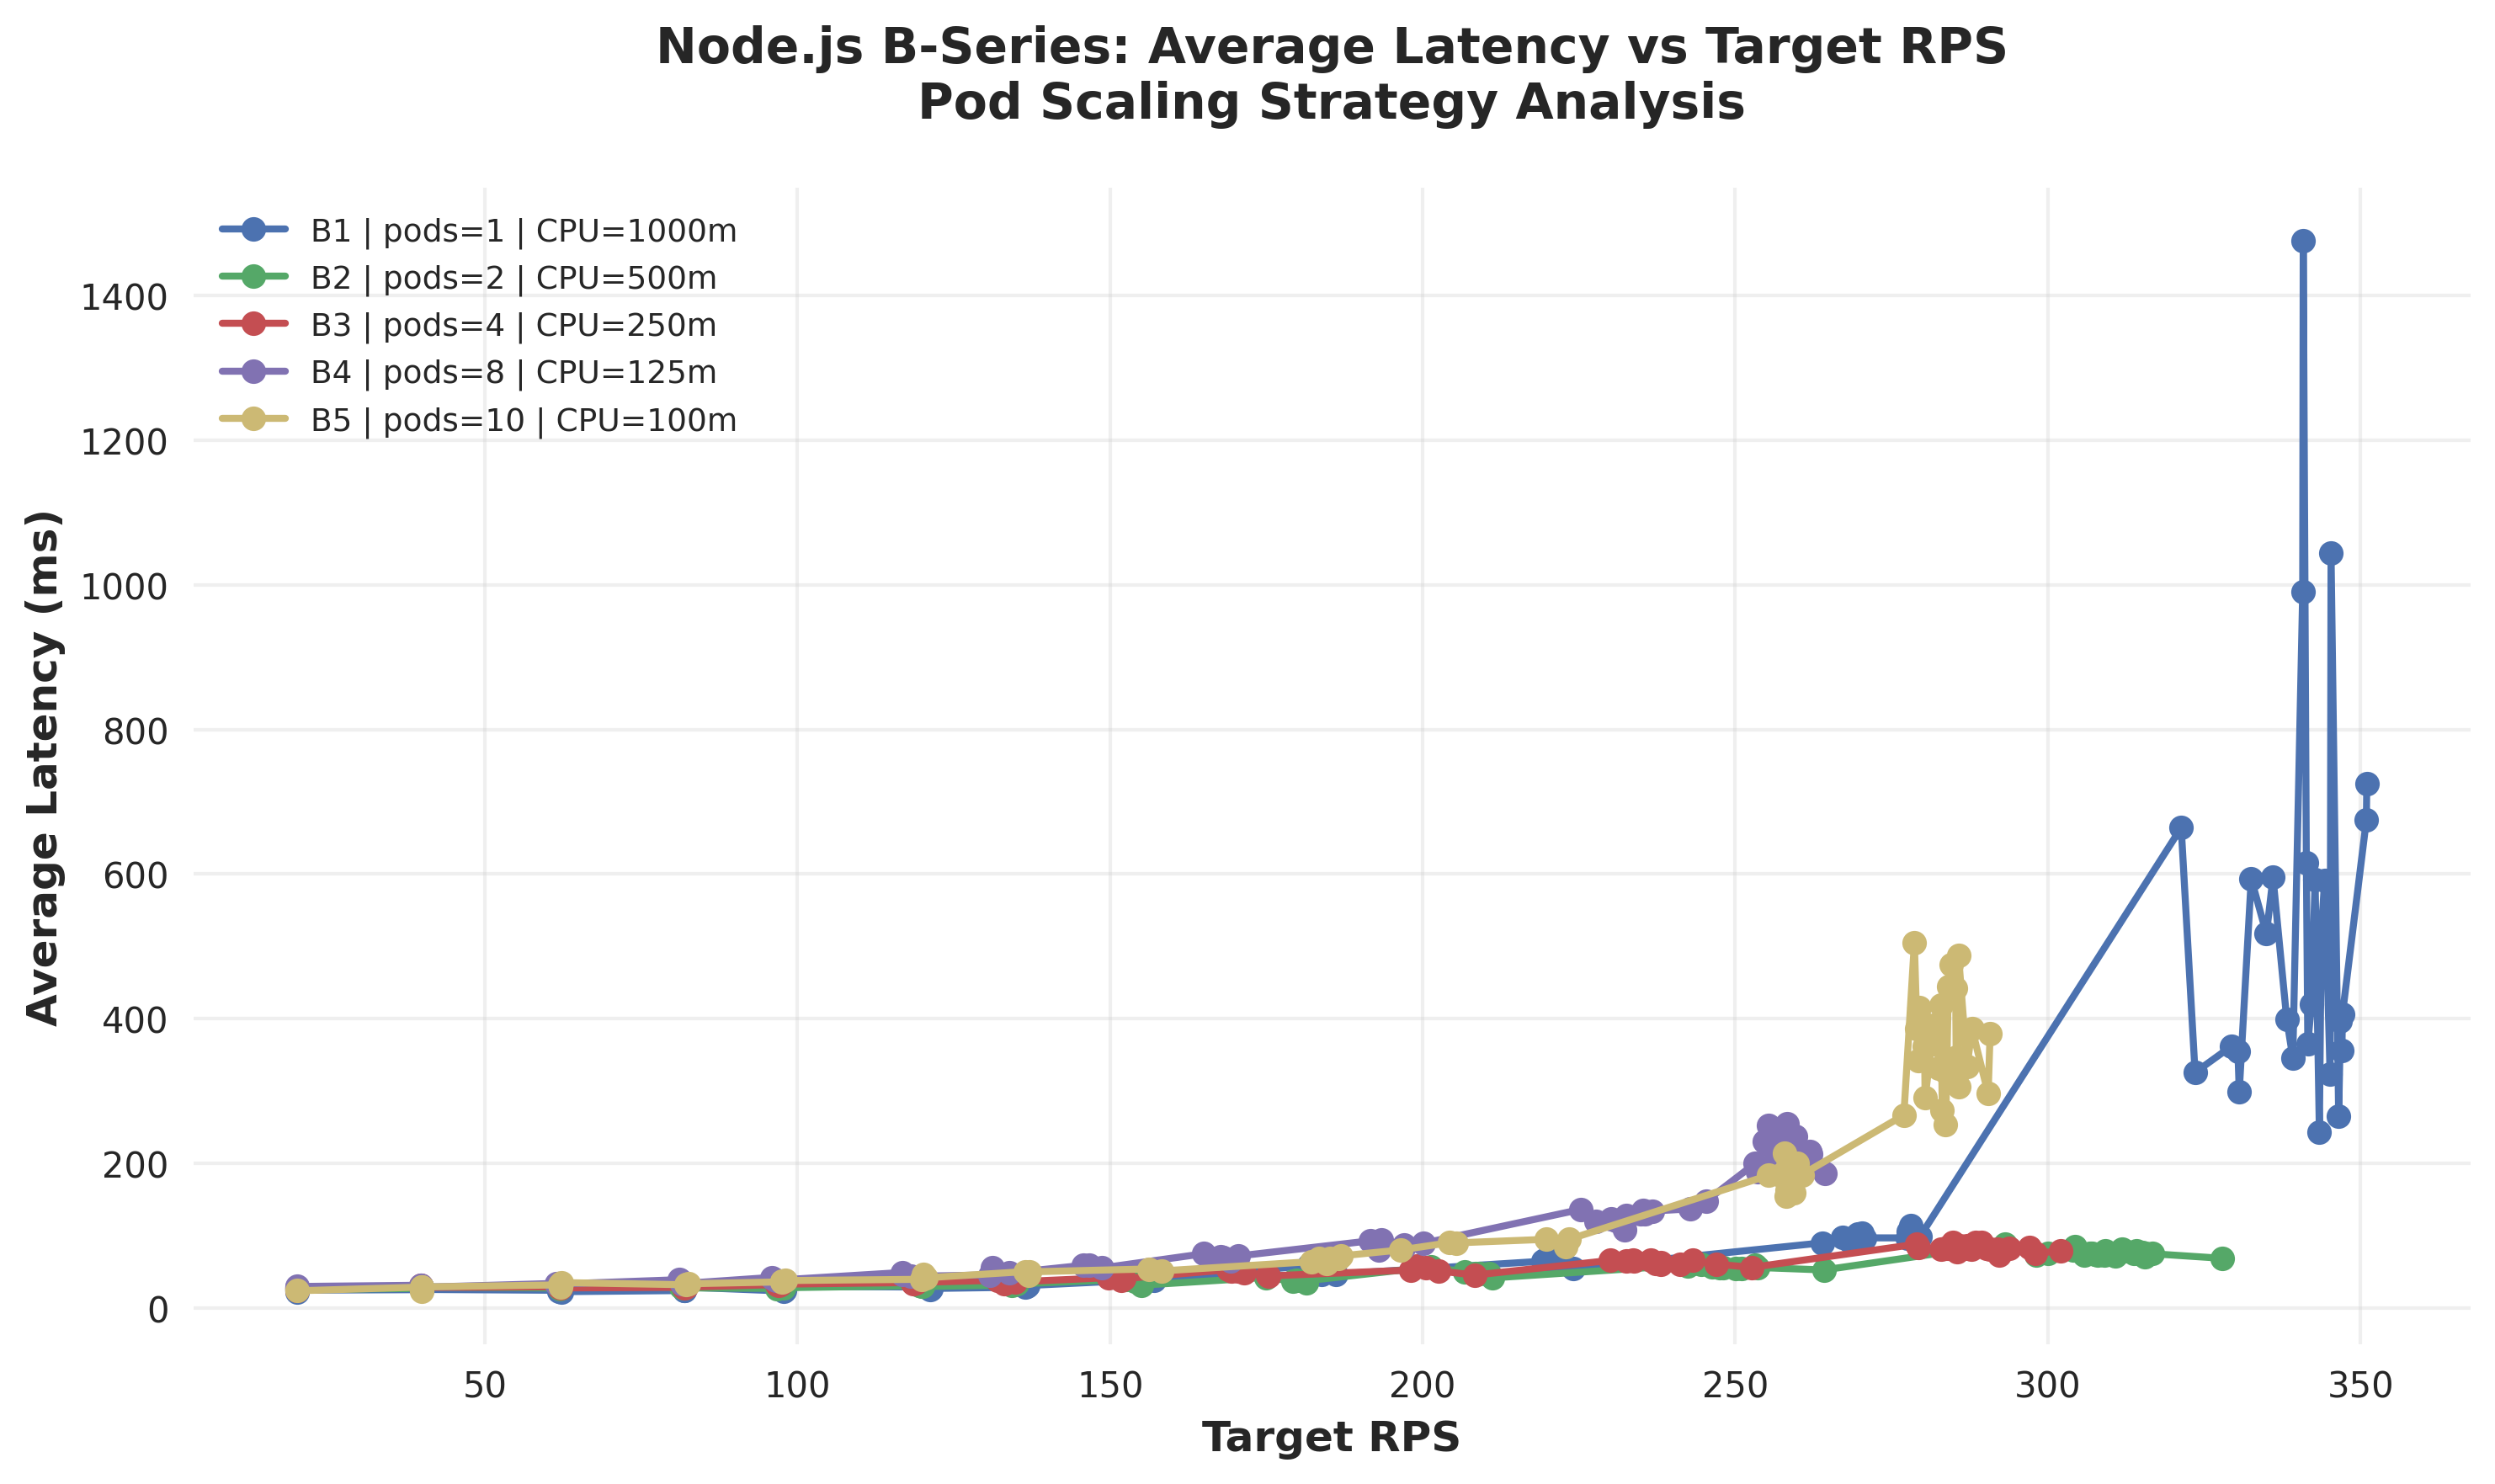 Node.js B-Series: Average Latency vs Target RPS
Pod Scaling Strategy Analysis
B1 | pods=1 | CPU=1000m
B2 | pods=2 | CPU=500m
B3 | pods=4 | CPU=250m
B4 | pods=8 | CPU=125m
B5 | pods=10 | CPU=100m
Average Latency (ms)
1400
1200
1000
800
600
400
200
0
50 100 150 200 250 300 350
Target RPS